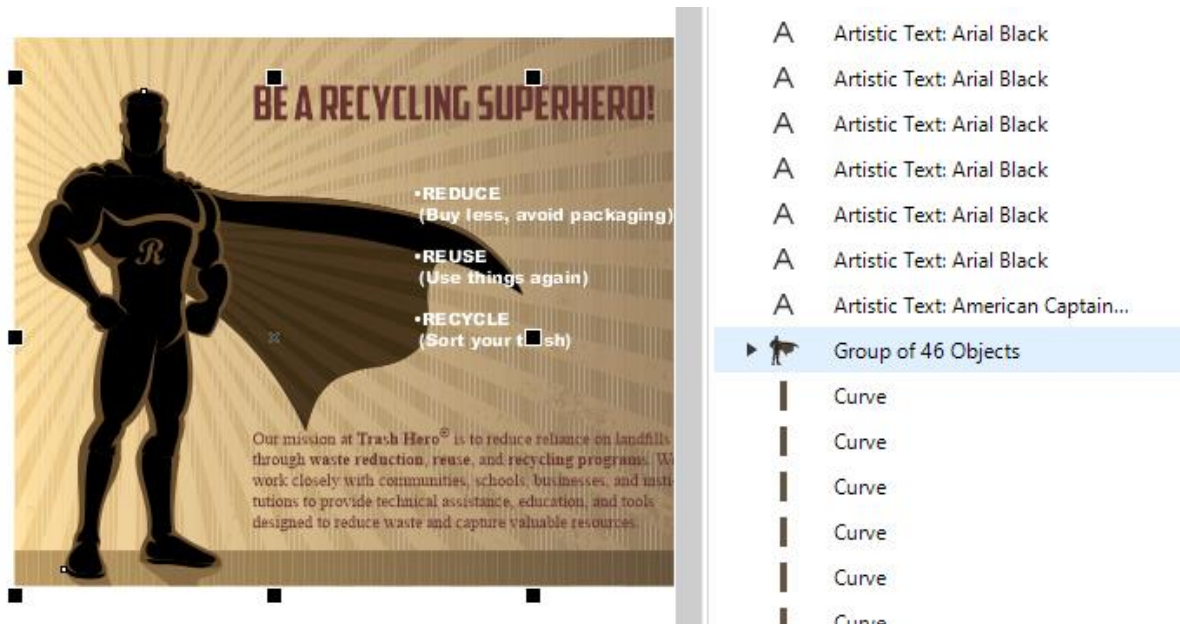 BE A RECYCLING SUPERHERO!
R
•REDUCE
(Buy less, avoid packaging)
•REUSE
(Use things again)
•RECYCLE
(Sort your sh)
Our mission at Trash Hero® is to reduce reliance on landfills
through waste reduction, reuse, and recycling programs. W
work closely with communities, schools, businesses, and insti-
tutions to provide technical assistance, education, and tools
designed to reduce waste and capture valuable resources.
Artistic Text: Arial Black
Artistic Text: Arial Black
Artistic Text: Arial Black
Artistic Text: Arial Black
Artistic Text: Arial Black
Artistic Text: Arial Black
Artistic Text: American Captain...
Group of 46 Objects
Curve
Curve
Curve
Curve
Curve
Curve